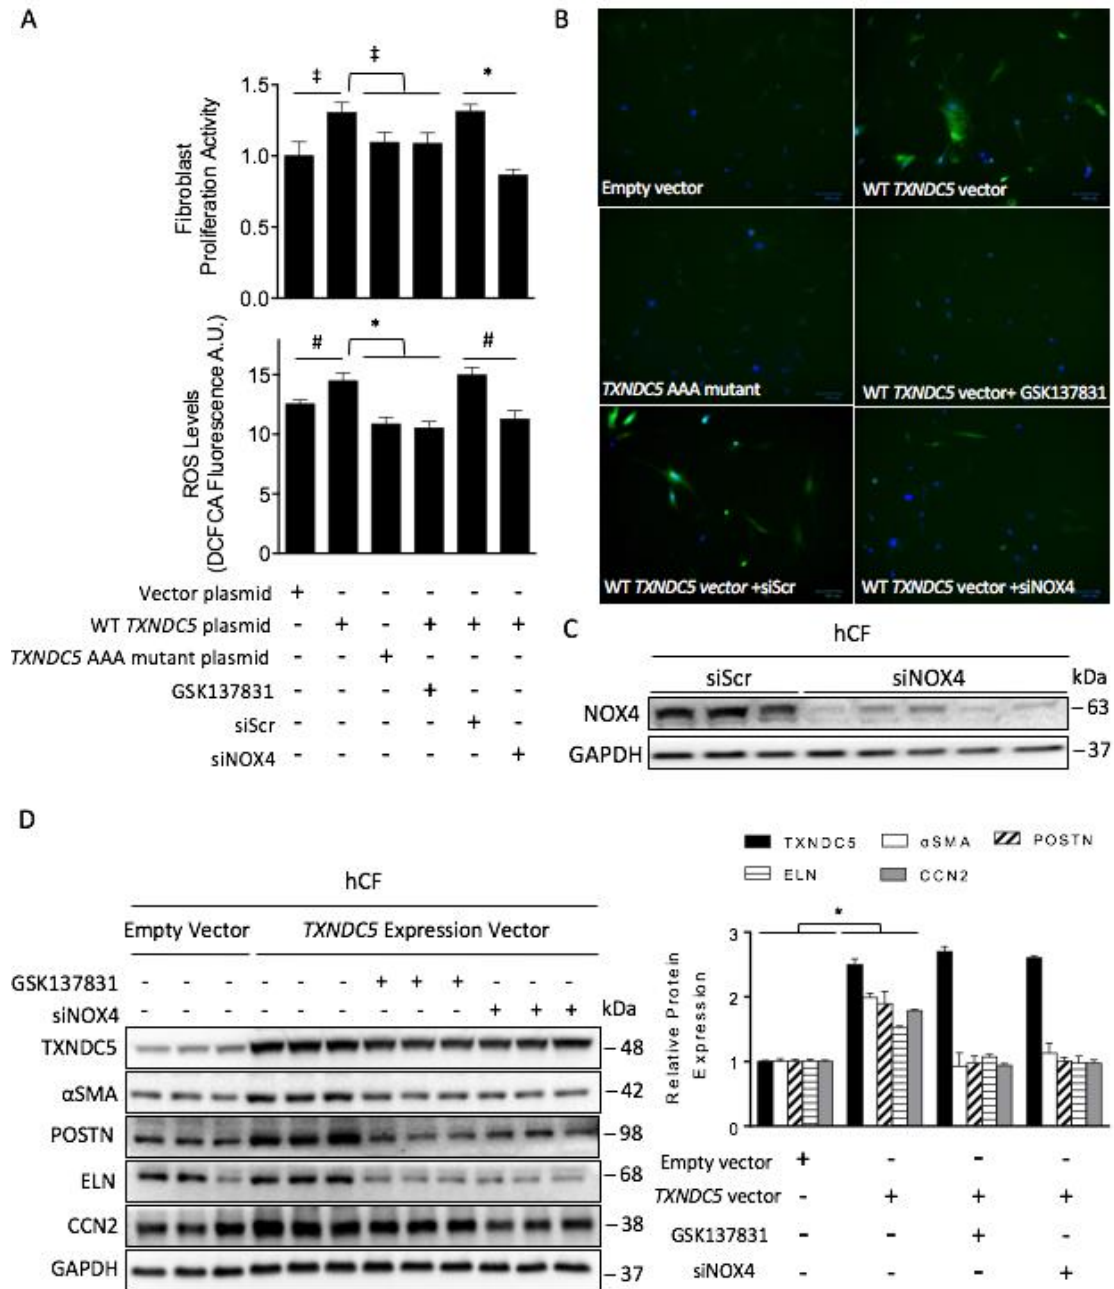 A
‡
‡
*
1.5
1.0
0.5
0.0
Fibroblast
Proliferation Activity
#
*
#
15
10
5
0
ROS Levels
(DCFCA Fluorescence A.U.)
Vector plasmid + - - - - -
WT TXNDC5 plasmid - + - + + +
TXNDC5 AAA mutant plasmid - - + - - -
GSK137831 - - - + - -
siScr - - - - + -
siNOX4 - - - - - +
B
Empty vector
WT TXNDC5 vector
TXNDC5 AAA mutant
WT TXNDC5 vector+ GSK137831
WT TXNDC5 vector +siScr
WT TXNDC5 vector +siNOX4
C
hCF
siScr siNOX4 kDa
NOX4 –63
GAPDH –37
D
hCF
Empty Vector TXNDC5 Expression Vector
GSK137831 - - - - - - + + + - - -
siNOX4 - - - - - - - - - + + + kDa
TXNDC5 –48
αSMA –42
POSTN –98
ELN –68
CCN2 –38
GAPDH –37
TXNDC5 αSMA POSTN
ELN CCN2
*
3
2
1
0
Relative Protein
Expression
Empty vector + - - -
TXNDC5 vector - + + +
GSK137831 - - + -
siNOX4 - - - +